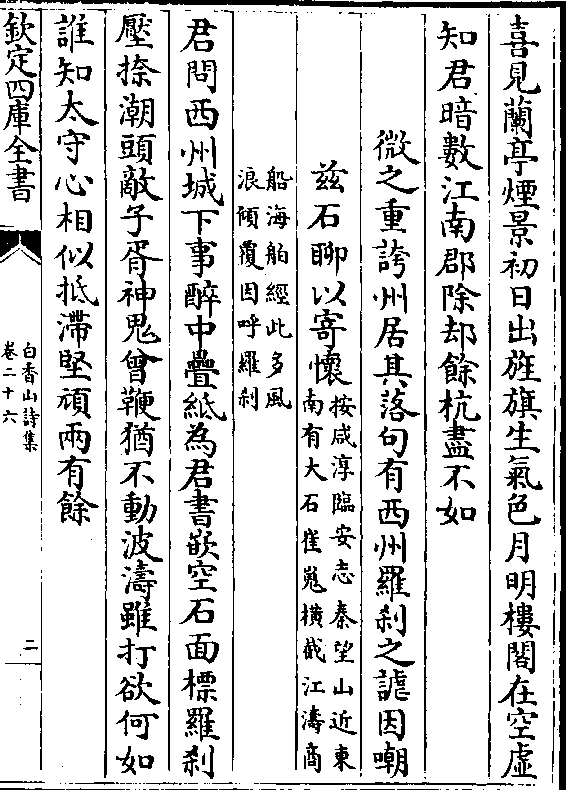 喜見蘭亭煙景初日出旌旗生氣色月明樓閣在空虛
知君暗數江南郡除却餘杭盡不如
微之重誇州居其落句有西州羅刹之謔因嘲
兹石聊以寄懷
按咸淳臨安志秦望山近東
南有大石崔嵬橫截江濤商
船海舶經此多風
浪傾覆因呼羅刹
君問西州城下事醉中疊紙為君書嵌空石面標羅刹
壓捺潮頭敵子胥神鬼曾鞭猶不動波濤雖打欲何如
誰知太守心相似抵滯堅頑兩有餘
欽定四庫全書
白香山詩集
卷二十六
二